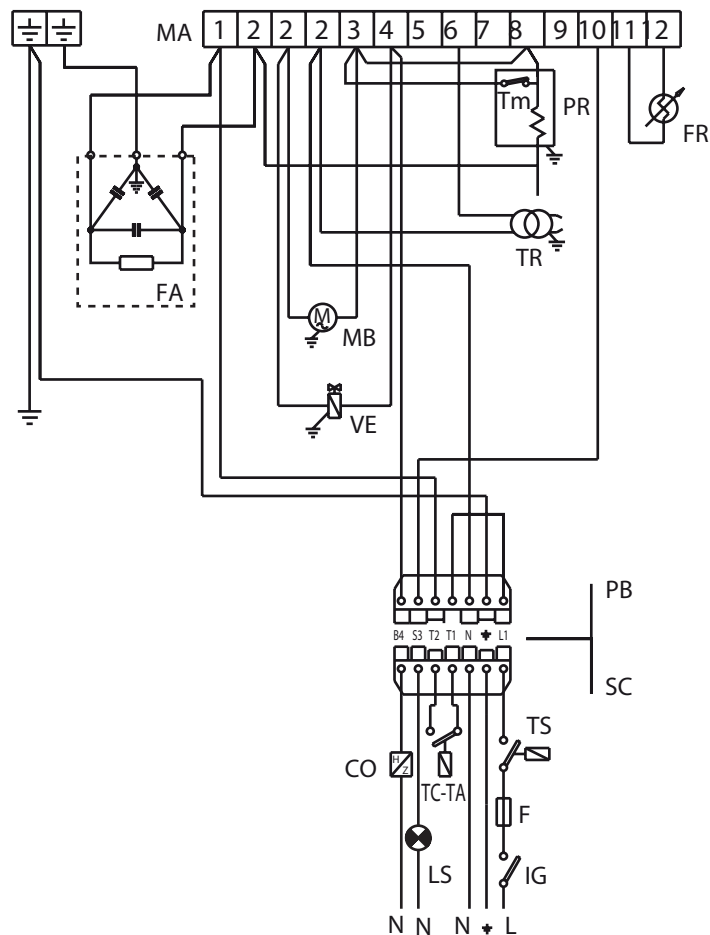 MA 1 2 2 2 3 4 5 6 7 8 9 10 11 12
Tm
PR
FR
TR
FA
M
MB
VE
PB
B4 S3 T2 T1 N L1
SC
TS
H
Z
CO
TC-TA
F
LS
IG
N N N L